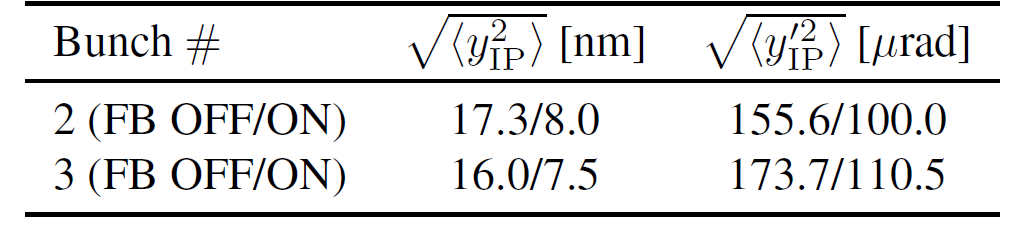 Bunch # √⟨y²_IP⟩ [nm] √⟨y′²_IP⟩ [μrad]
2 (FB OFF/ON) 17.3/8.0 155.6/100.0
3 (FB OFF/ON) 16.0/7.5 173.7/110.5